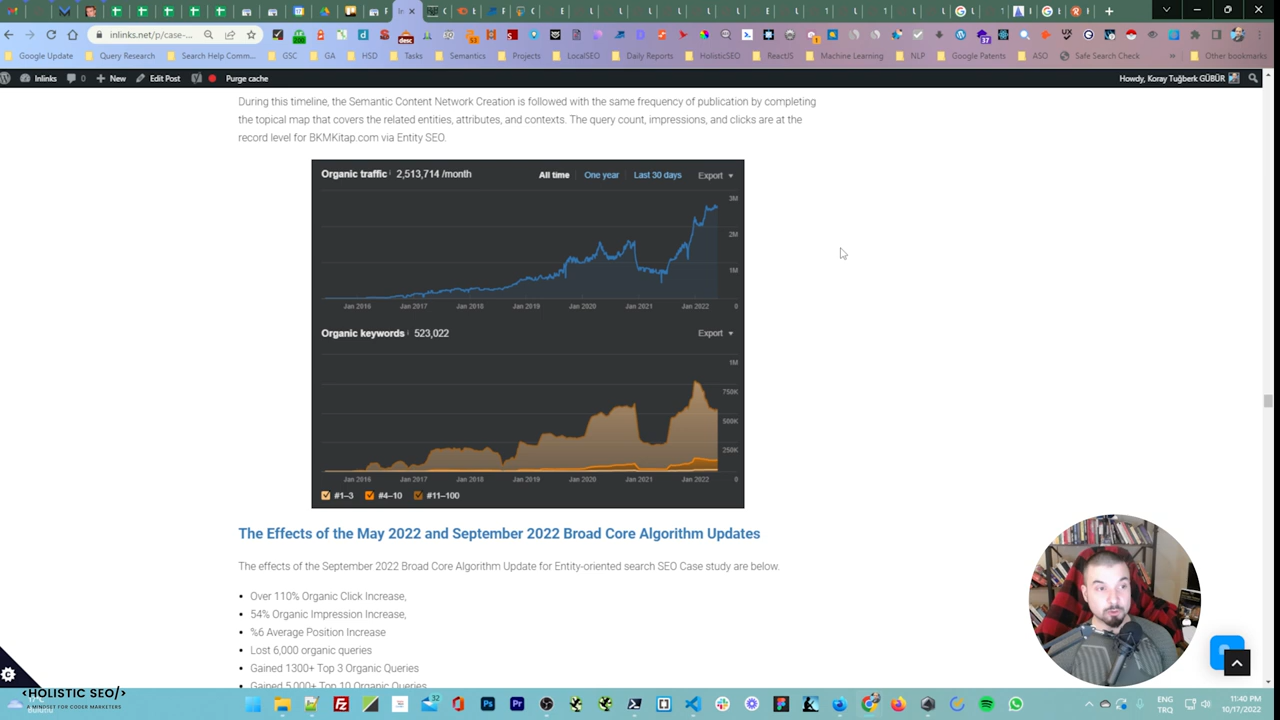 inlinks.net/p/case-...
Google Update
Query Research
Search Help Comm...
GSC
GA
HSD
Tasks
Semantics
Projects
LocalSEO
Daily Reports
HolisticSEO
ReactJS
Machine Learning
NLP
Google Patents
ASO
Safe Search Check
»
Other bookmarks
Inlinks
0
New
Edit Post
Purge cache
Howdy, Koray Tuğberk GÜBÜR
During this timeline, the Semantic Content Network Creation is followed with the same frequency of publication by completing
the topical map that covers the related entities, attributes, and contexts. The query count, impressions, and clicks are at the
record level for BKMKitap.com via Entity SEO.
Organic traffic 2,513,714 /month
All time
One year
Last 30 days
Export
3M
2M
1M
0
Jan 2016
Jan 2017
Jan 2018
Jan 2019
Jan 2020
Jan 2021
Jan 2022
Organic keywords 523,022
Export
1M
750K
500K
250K
0
Jan 2016
Jan 2017
Jan 2018
Jan 2019
Jan 2020
Jan 2021
Jan 2022
#1–3
#4–10
#11–100
The Effects of the May 2022 and September 2022 Broad Core Algorithm Updates
The effects of the September 2022 Broad Core Algorithm Update for Entity-oriented search SEO Case study are below.
Over 110% Organic Click Increase,
54% Organic Impression Increase,
%6 Average Position Increase
Lost 6,000 organic queries
Gained 1300+ Top 3 Organic Queries
Gained 5,000+ Top 10 Organic Queries
<HOLISTIC SEO/>
A MINDSET FOR CODER MARKETERS
ENG
TRQ
11:40 PM
10/17/2022